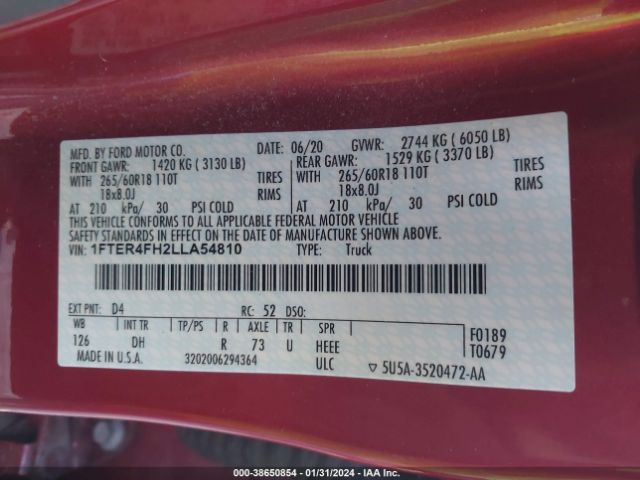 MFD. BY FORD MOTOR CO. DATE: 06/20 GVWR: 2744 KG ( 6050 LB)
FRONT GAWR: 1420 KG ( 3130 LB) REAR GAWR: 1529 KG ( 3370 LB)
WITH 265/60R18 110T TIRES WITH 265/60R18 110T TIRES
18x8.0J RIMS 18x8.0J RIMS
AT 210 kPa/ 30 PSI COLD AT 210 kPa/ 30 PSI COLD
THIS VEHICLE CONFORMS TO ALL APPLICABLE FEDERAL MOTOR VEHICLE
SAFETY STANDARDS IN EFFECT ON THE DATE OF MANUFACTURE SHOWN ABOVE.
VIN: 1FTER4FH2LLA54810 TYPE: Truck
EXT PNT: D4 RC: 52 DSO:
WB INT TR TP/PS R AXLE TR SPR F0189
126 DH R 73 U HEEE T0679
MADE IN U.S.A. 3202006294364 ULC ▽ 5U5A-3520472-AA
000-38650854 - 01/31/2024 - IAA Inc.